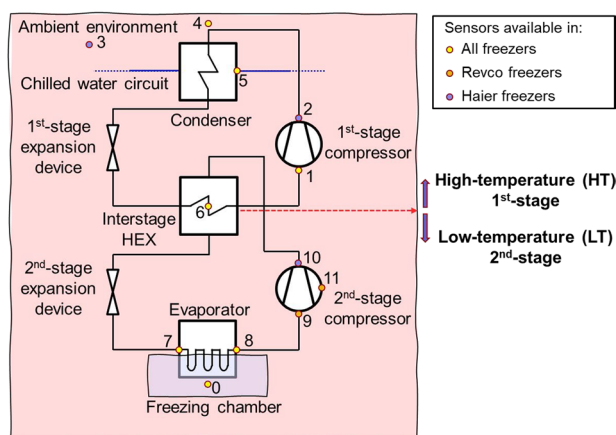 Ambient environment
3
4
Chilled water circuit
5
Condenser
1st-stage
expansion
device
2
1st-stage
compressor
1
6
Interstage
HEX
10
11
2nd-stage
expansion
device
2nd-stage
compressor
9
Evaporator
7
8
0
Freezing chamber
Sensors available in:
All freezers
Revco freezers
Haier freezers
High-temperature (HT)
1st-stage
Low-temperature (LT)
2nd-stage